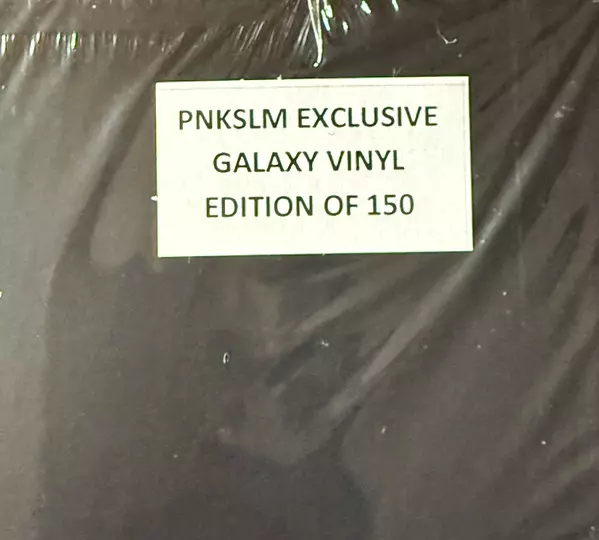 PNKSLM EXCLUSIVE
GALAXY VINYL
EDITION OF 150